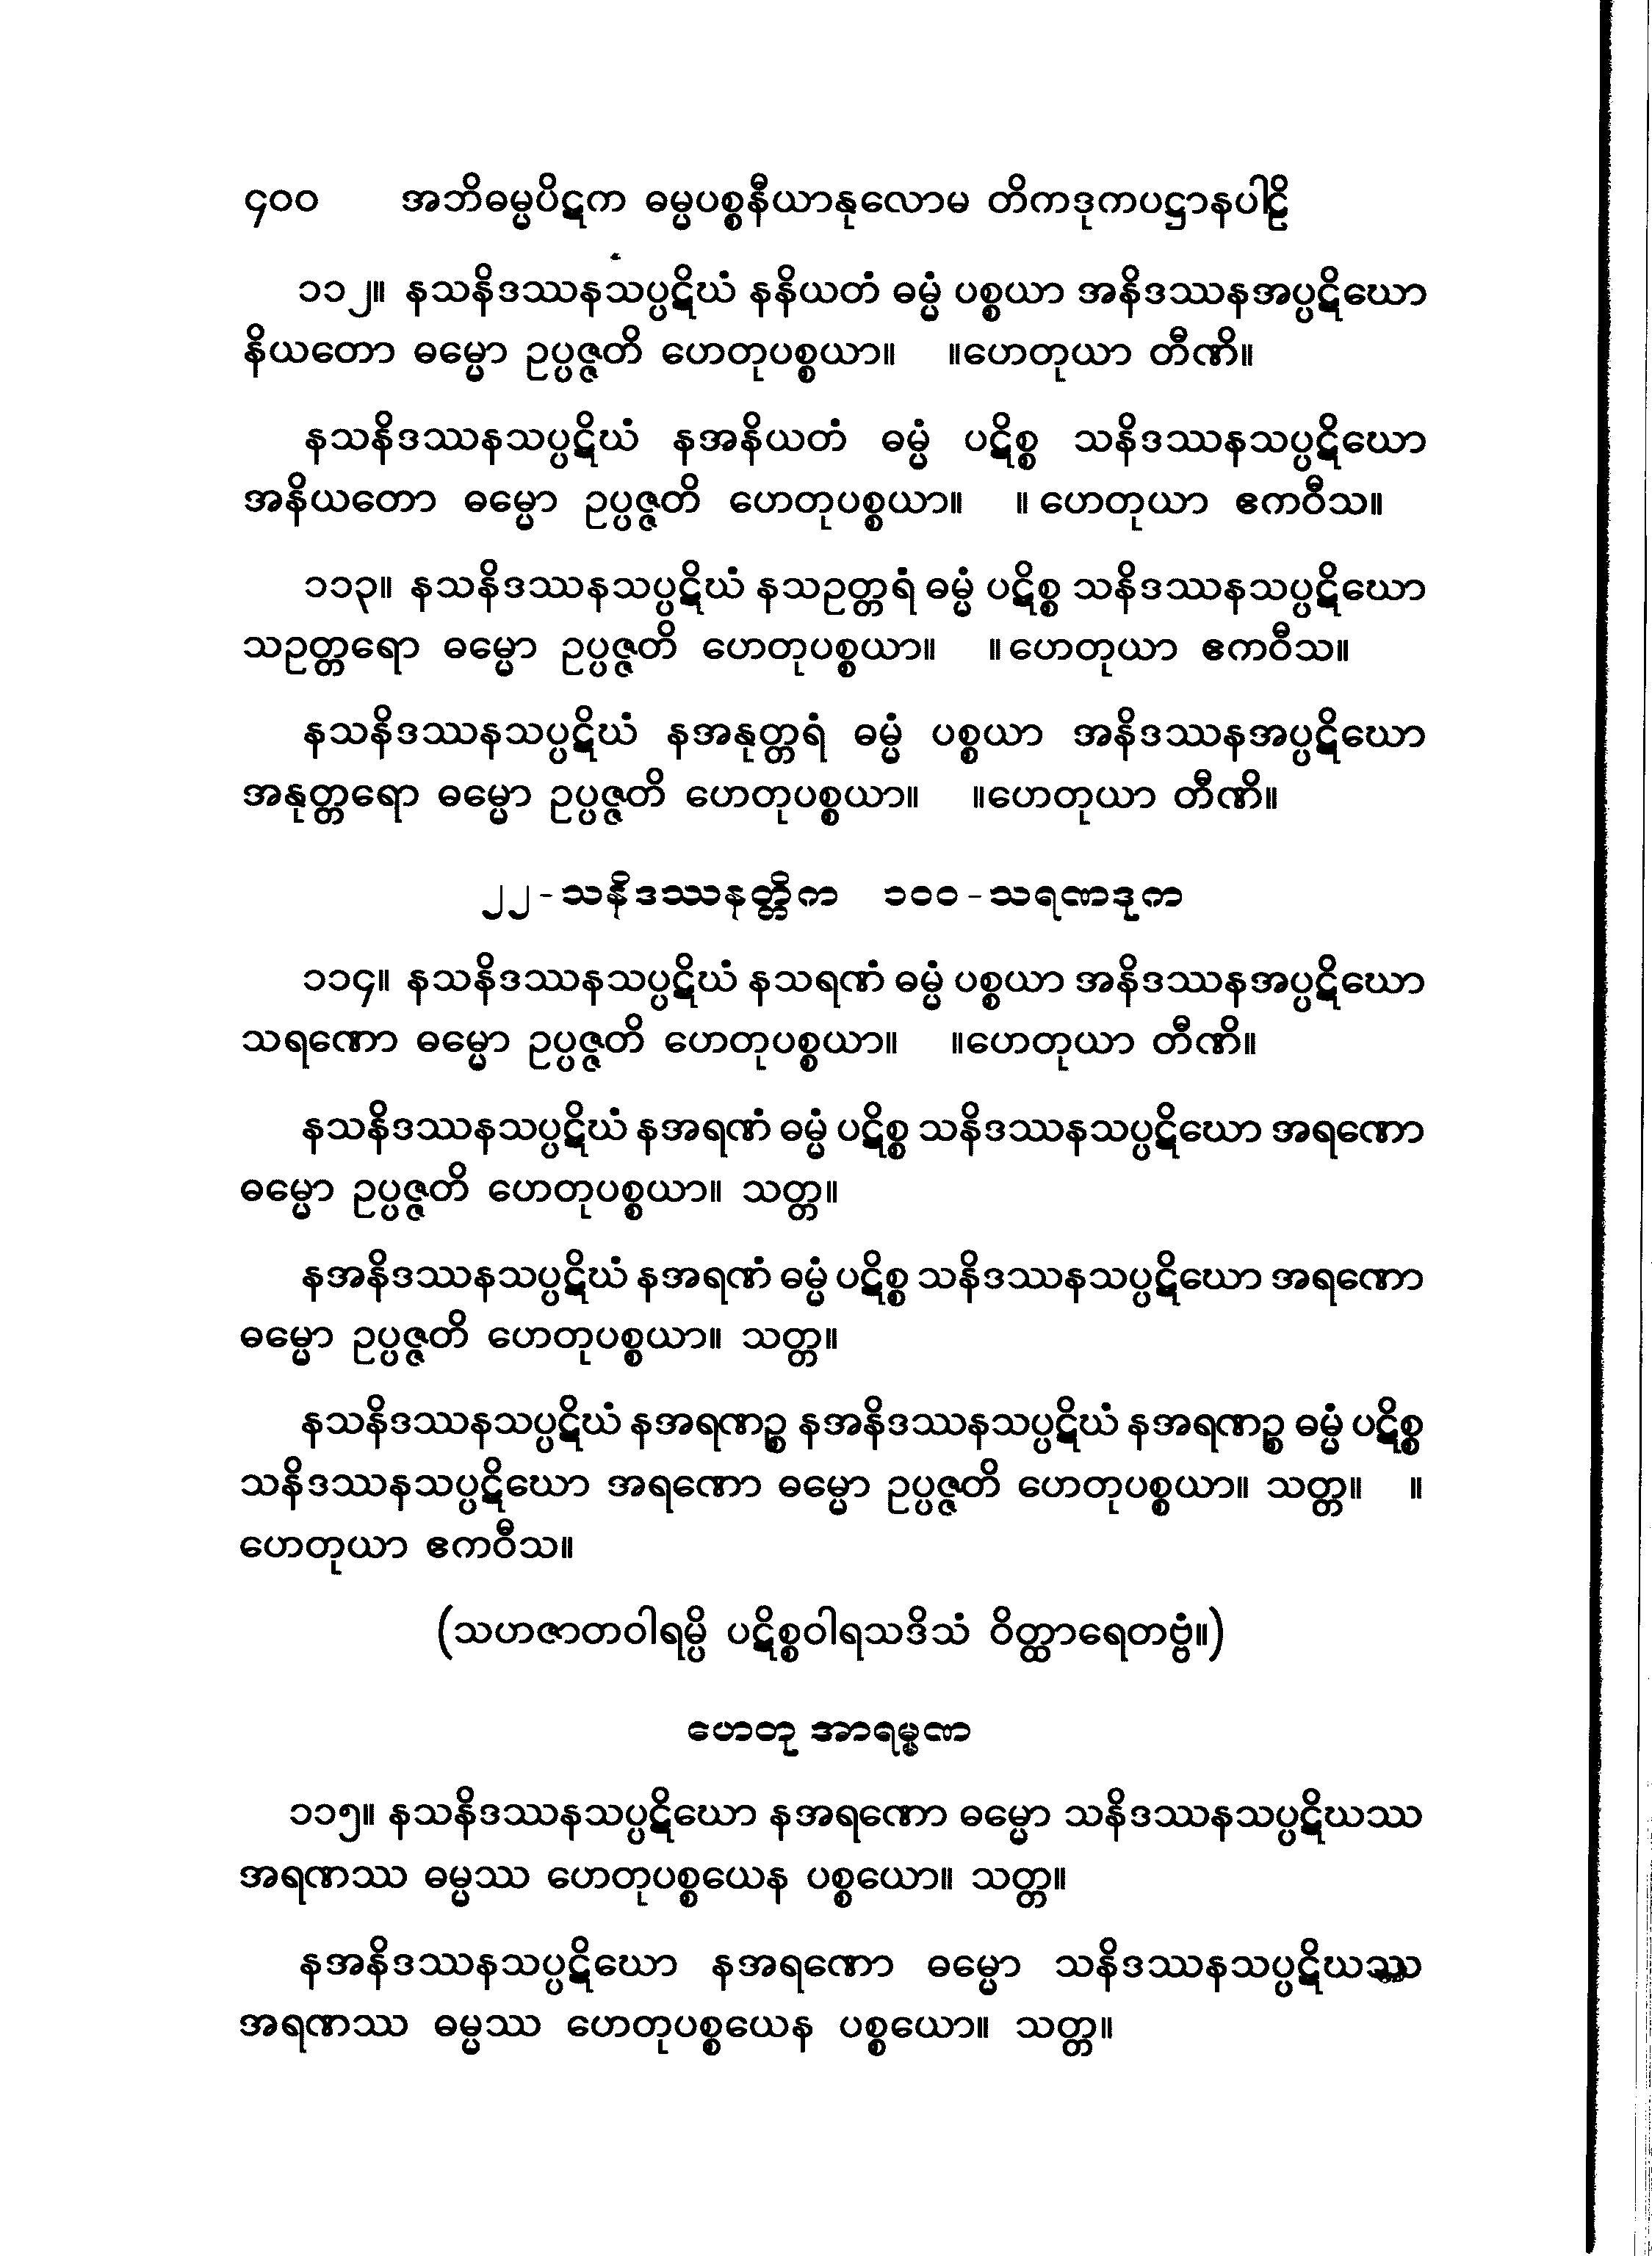 ၄၀၀ အဘိဓမ္မပိဋက ဓမ္မပစ္စနီယာနုလောမ တိကဒုကပဋ္ဌာနပါဠိ
၁၁၂။ နသနိဒဿနသပ္ပဋိဃံ နနိယတံ ဓမ္မံ ပစ္စယာ အနိဒဿနအပ္ပဋိဃော
နိယတော ဓမ္မော ဥပ္ပဇ္ဇတိ ဟေတုပစ္စယာ။ ။ဟေတုယာ တီဏိ။
နသနိဒဿနသပ္ပဋိဃံ နအနိယတံ ဓမ္မံ ပဋိစ္စ သနိဒဿနသပ္ပဋိဃော
အနိယတော ဓမ္မော ဥပ္ပဇ္ဇတိ ဟေတုပစ္စယာ။ ။ ဟေတုယာ ဧကဝီသ။
၁၁၃။ နသနိဒဿနသပ္ပဋိဃံ နသဥတ္တရံ ဓမ္မံ ပဋိစ္စ သနိဒဿနသပ္ပဋိဃော
သဥတ္တရော ဓမ္မော ဥပ္ပဇ္ဇတိ ဟေတုပစ္စယာ။ ။ ဟေတုယာ ဧကဝီသ။
နသနိဒဿနသပ္ပဋိဃံ နအနုတ္တရံ ဓမ္မံ ပစ္စယာ အနိဒဿနအပ္ပဋိဃော
အနုတ္တရော ဓမ္မော ဥပ္ပဇ္ဇတိ ဟေတုပစ္စယာ။ ။ဟေတုယာ တီဏိ။
၂၂-သနိဒဿနတ္တိက ၁၀၀-သရဏဒုက
၁၁၄။ နသနိဒဿနသပ္ပဋိဃံ နသရဏံ ဓမ္မံ ပစ္စယာ အနိဒဿနအပ္ပဋိဃော
သရဏော ဓမ္မော ဥပ္ပဇ္ဇတိ ဟေတုပစ္စယာ။ ။ဟေတုယာ တီဏိ။
နသနိဒဿနသပ္ပဋိဃံ နအရဏံ ဓမ္မံ ပဋိစ္စ သနိဒဿနသပ္ပဋိဃော အရဏော
ဓမ္မော ဥပ္ပဇ္ဇတိ ဟေတုပစ္စယာ။ သတ္တ။
နအနိဒဿနသပ္ပဋိဃံ နအရဏံ ဓမ္မံ ပဋိစ္စ သနိဒဿနသပ္ပဋိဃော အရဏော
ဓမ္မော ဥပ္ပဇ္ဇတိ ဟေတုပစ္စယာ။ သတ္တ။
နသနိဒဿနသပ္ပဋိဃံ နအရဏဉ္စ နအနိဒဿနသပ္ပဋိဃံ နအရဏဉ္စ ဓမ္မံ ပဋိစ္စ
သနိဒဿနသပ္ပဋိဃော အရဏော ဓမ္မော ဥပ္ပဇ္ဇတိ ဟေတုပစ္စယာ။ သတ္တ။ ။
ဟေတုယာ ဧကဝီသ။
(သဟဇာတဝါရမ္ပိ ပဋိစ္စဝါရသဒိသံ ဝိတ္ထာရေတဗ္ဗံ။)
ဟေတု အာရမ္မဏ
၁၁၅။ နသနိဒဿနသပ္ပဋိဃော နအရဏော ဓမ္မော သနိဒဿနသပ္ပဋိဃဿ
အရဏဿ ဓမ္မဿ ဟေတုပစ္စယေန ပစ္စယော။ သတ္တ။
နအနိဒဿနသပ္ပဋိဃော နအရဏော ဓမ္မော သနိဒဿနသပ္ပဋိဃဿ
အရဏဿ ဓမ္မဿ ဟေတုပစ္စယေန ပစ္စယော။ သတ္တ။